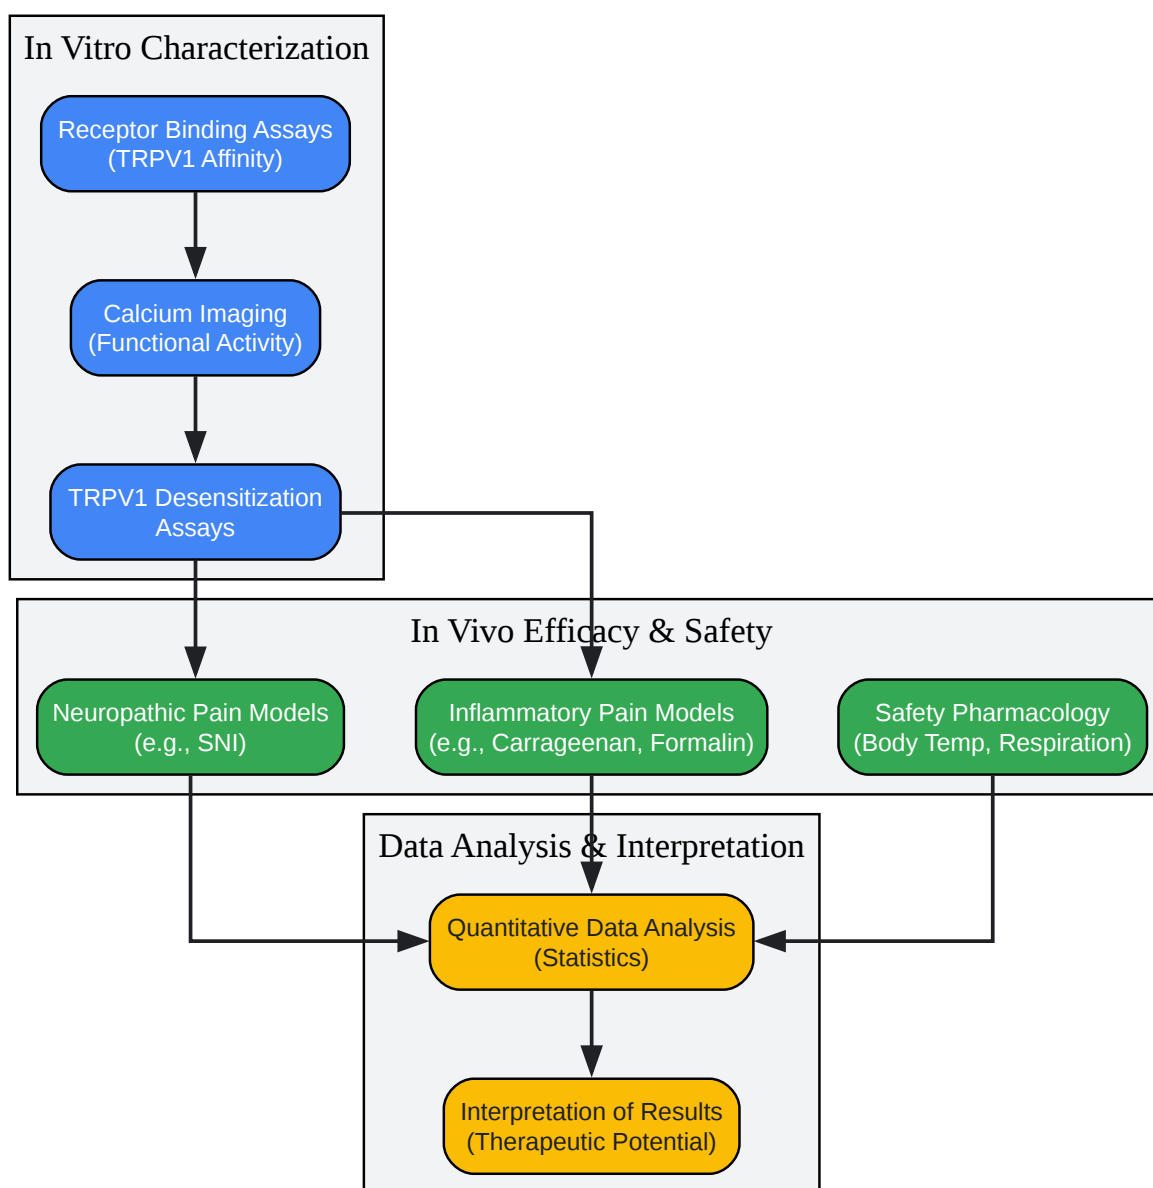 In Vitro Characterization
Receptor Binding Assays
(TRPV1 Affinity)
Calcium Imaging
(Functional Activity)
TRPV1 Desensitization
Assays
In Vivo Efficacy & Safety
Neuropathic Pain Models
(e.g., SNI)
Inflammatory Pain Models
(e.g., Carrageenan, Formalin)
Safety Pharmacology
(Body Temp, Respiration)
Data Analysis & Interpretation
Quantitative Data Analysis
(Statistics)
Interpretation of Results
(Therapeutic Potential)